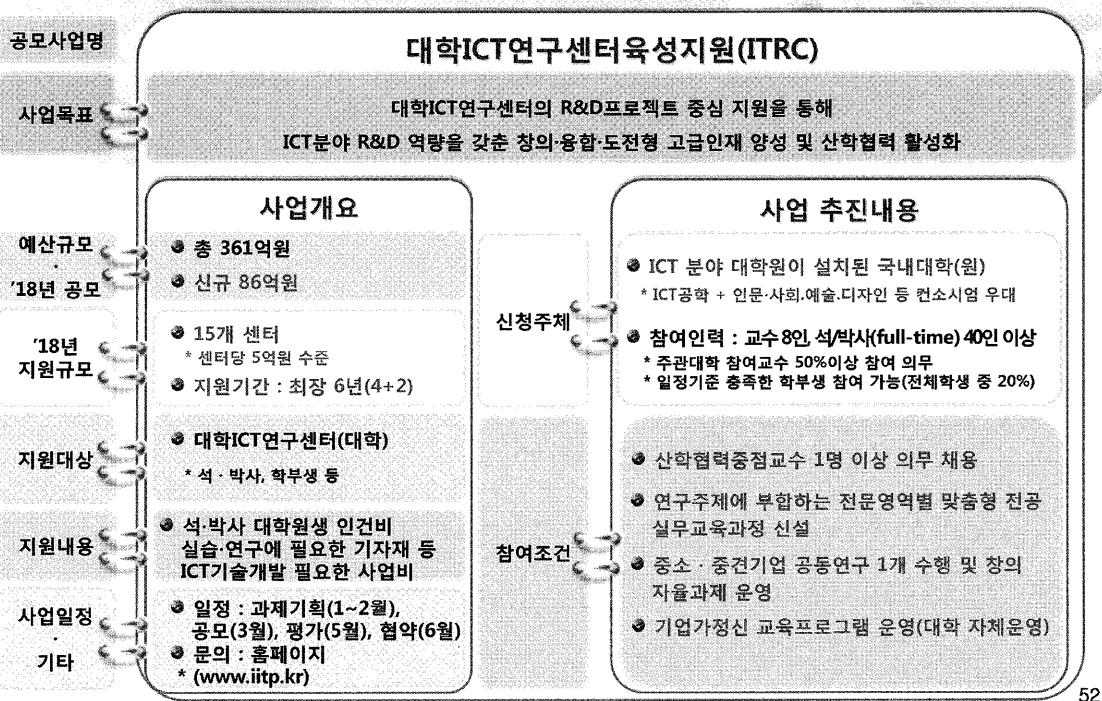 공모사업명
대학ICT연구센터육성지원(ITRC)
사업목표
대학ICT연구센터의 R&D프로젝트 중심 지원을 통해
ICT분야 R&D 역량을 갖춘 창의·융합·도전형 고급인재 양성 및 산학협력 활성화
사업개요
예산규모
·
'18년 공모
총 361억원
신규 86억원
'18년
지원규모
15개 센터
* 센터당 5억원 수준
지원기간 : 최장 6년(4+2)
지원대상
대학ICT연구센터(대학)
* 석 · 박사, 학부생 등
지원내용
석·박사 대학원생 인건비
실습·연구에 필요한 기자재 등
ICT기술개발 필요한 사업비
사업일정
·
기타
일정 : 과제기획(1~2월),
공모(3월), 평가(5월), 협약(6월)
문의 : 홈페이지
* (www.iitp.kr)
사업 추진내용
신청주체
ICT 분야 대학원이 설치된 국내대학(원)
* ICT공학 + 인문·사회.예술.디자인 등 컨소시엄 우대
참여인력 : 교수 8인, 석/박사(full-time) 40인 이상
* 주관대학 참여교수 50%이상 참여 의무
* 일정기준 충족한 학부생 참여 가능(전체학생 중 20%)
참여조건
산학협력중점교수 1명 이상 의무 채용
연구주제에 부합하는 전문영역별 맞춤형 전공
실무교육과정 신설
중소 · 중견기업 공동연구 1개 수행 및 창의
자율과제 운영
기업가정신 교육프로그램 운영(대학 자체운영)
52